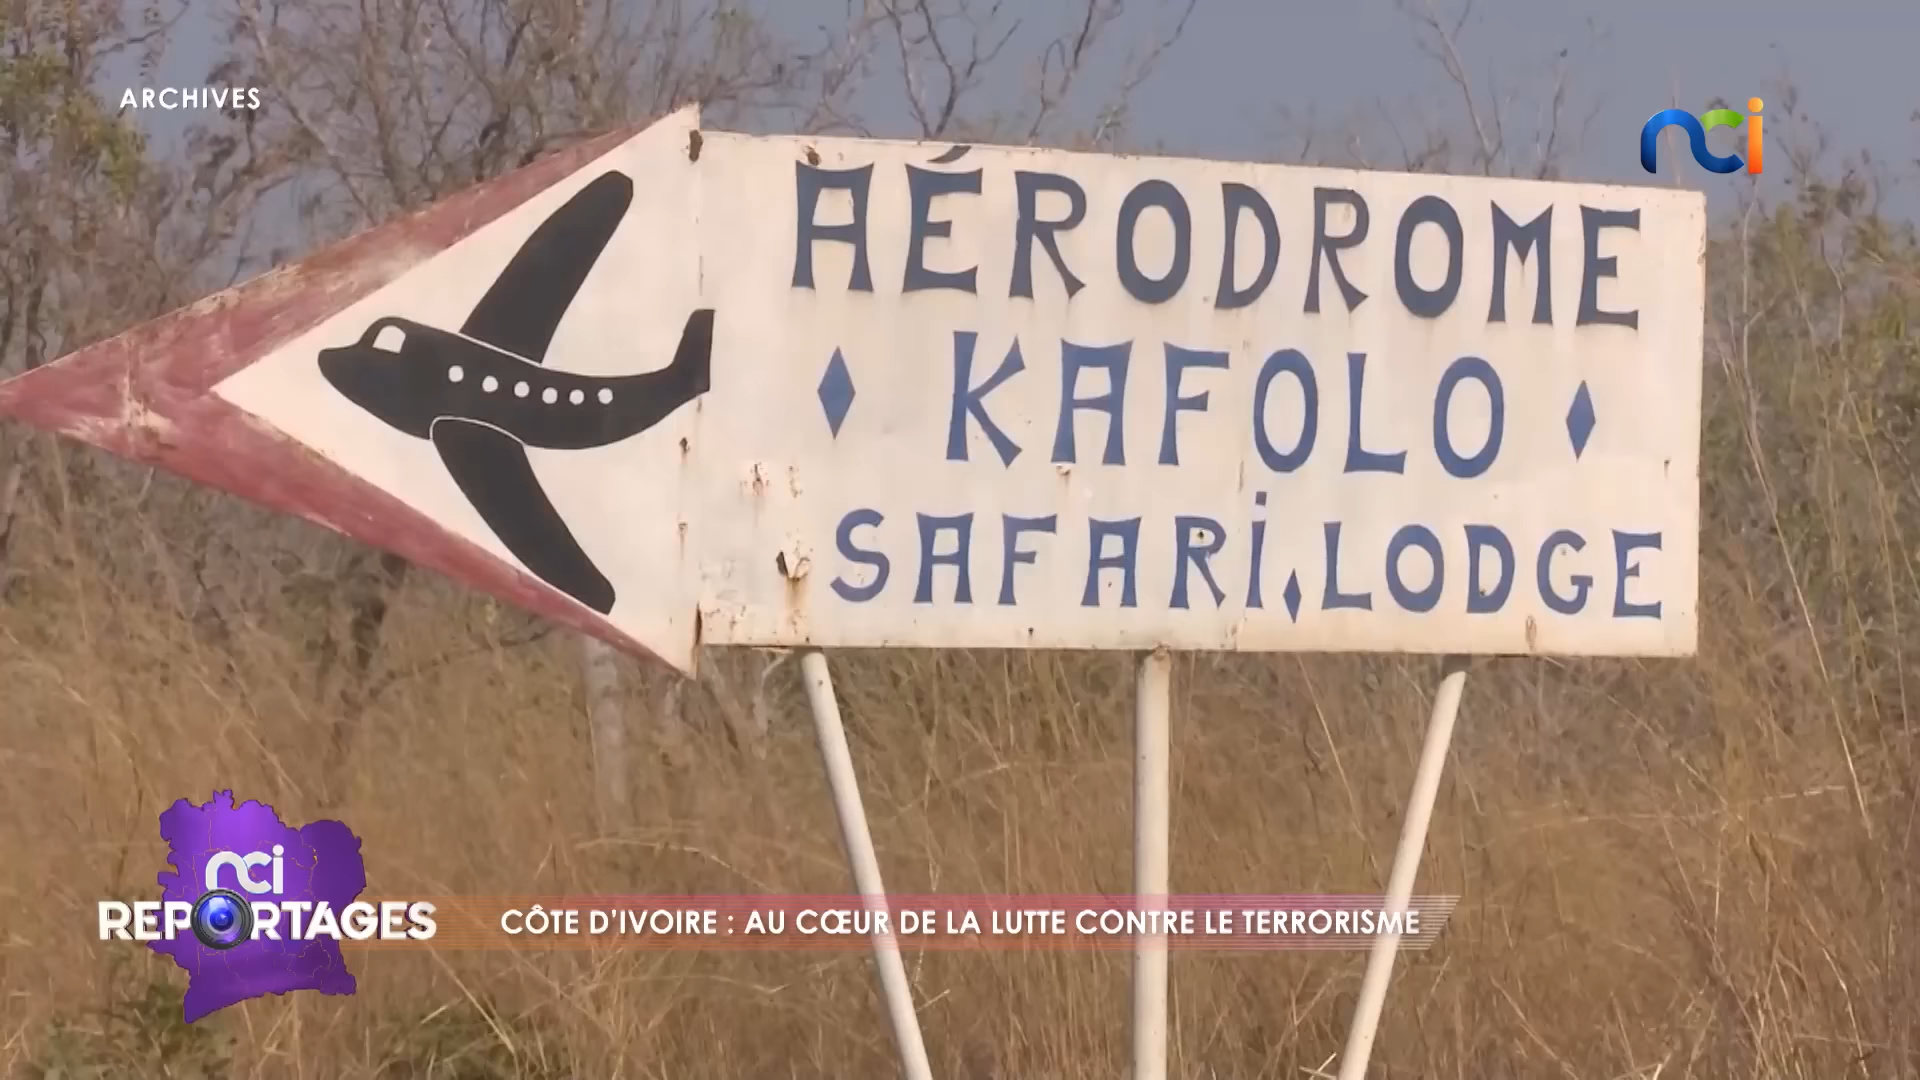 ARCHIVES
nci
AÉRODROME
KAFOLO
SAFARI.LODGE
nci
REPORTAGES
CÔTE D'IVOIRE : AU CŒUR DE LA LUTTE CONTRE LE TERRORISME